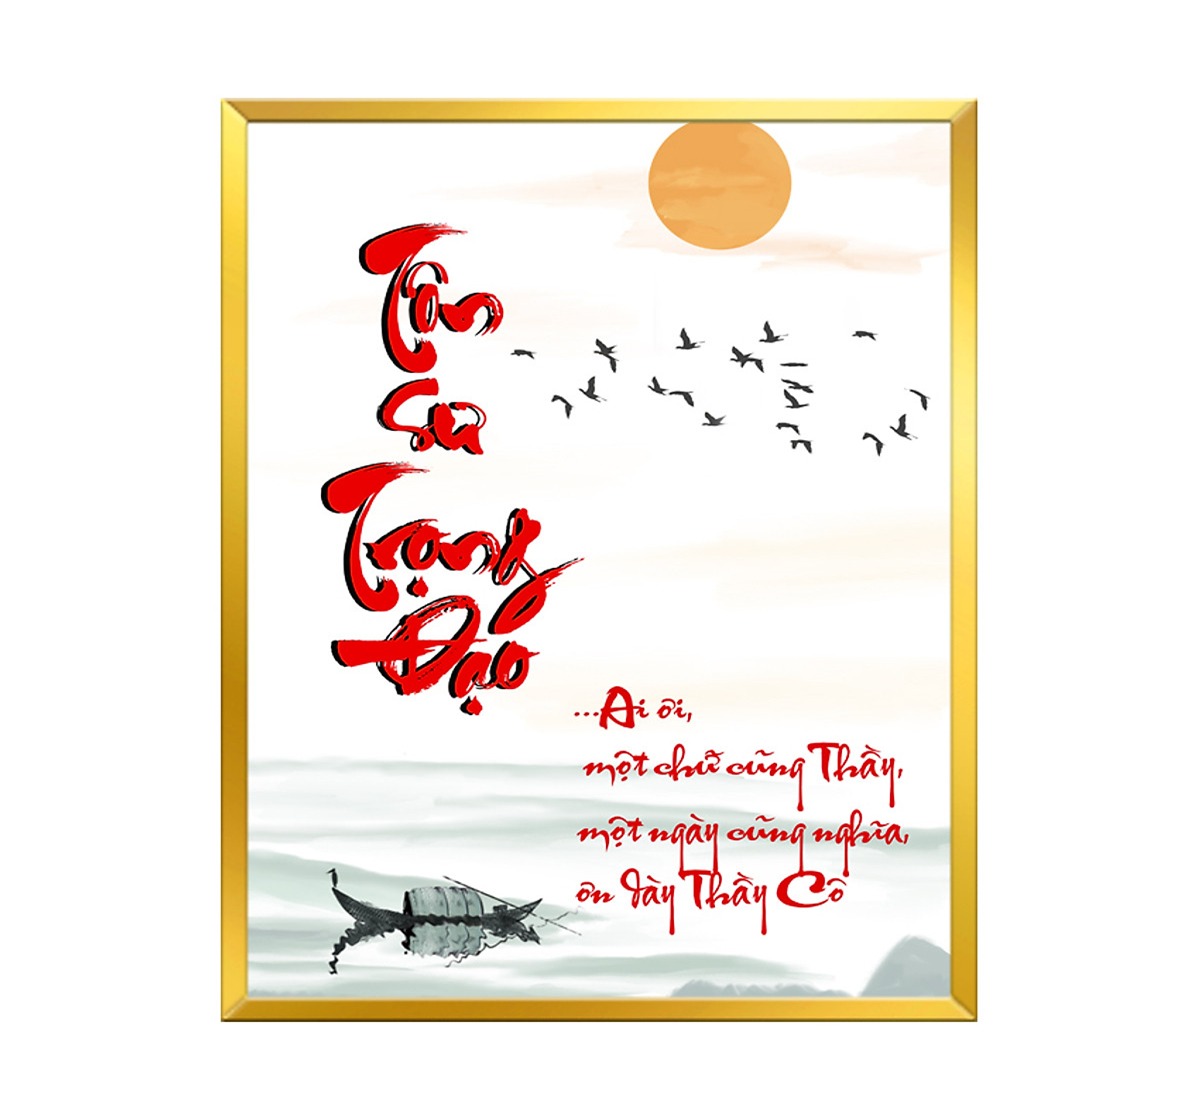 Tôn
Sư
Trọng
Đạo
...Ai ơi,
một chữ cũng Thầy,
một ngày cũng nghĩa,
ơn dày Thầy Cô